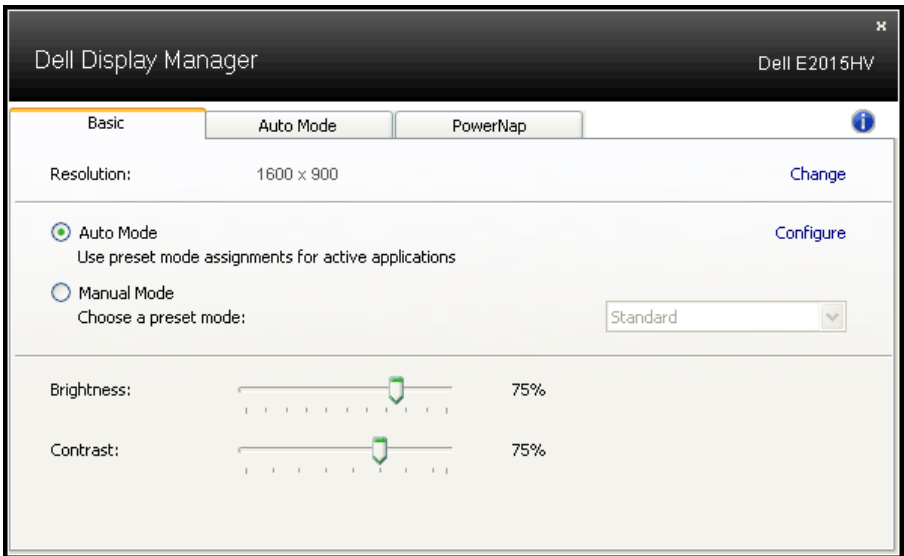 x
Dell Display Manager
Dell E2015HV
Basic Auto Mode PowerNap i
Resolution: 1600 x 900 Change
Auto Mode Configure
Use preset mode assignments for active applications
Manual Mode
Choose a preset mode: Standard
Brightness: 75%
Contrast: 75%